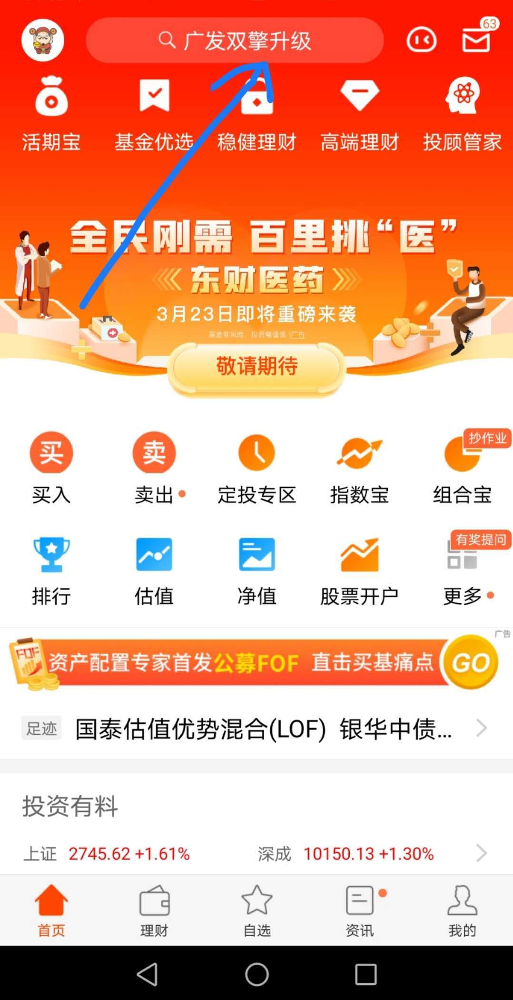 广发双擎升级
63
活期宝 基金优选 稳健理财 高端理财 投顾管家
全民刚需 百里挑“医”
东财医药
3月23日即将重磅来袭
基金有风险，投资需谨慎 广告
敬请期待
买 卖 抄作业
买入 卖出 定投专区 指数宝 组合宝
有奖提问
排行 估值 净值 股票开户 更多
广告
FOF 资产配置专家首发公募FOF 直击买基痛点 GO
足迹 国泰估值优势混合(LOF) 银华中债...
投资有料
上证 2745.62 +1.61% 深成 10150.13 +1.30%
首页 理财 自选 资讯 我的